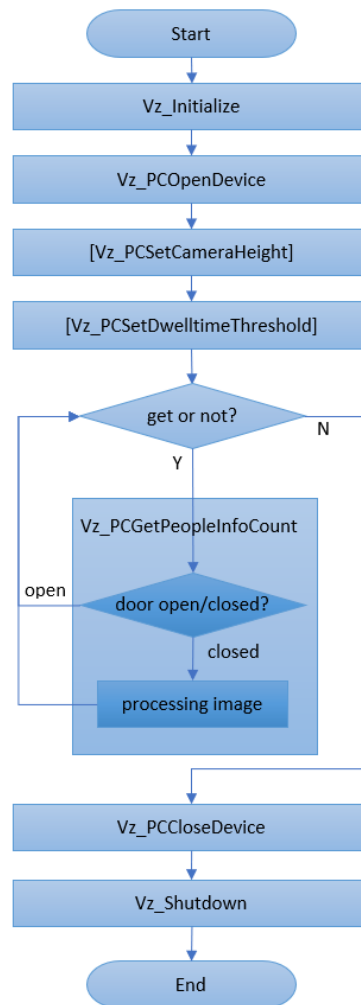 Start
Vz_Initialize
Vz_PCOpenDevice
[Vz_PCSetCameraHeight]
[Vz_PCSetDwelltimeThreshold]
get or not?
N
Y
Vz_PCGetPeopleInfoCount
open
door open/closed?
closed
processing image
Vz_PCCloseDevice
Vz_Shutdown
End